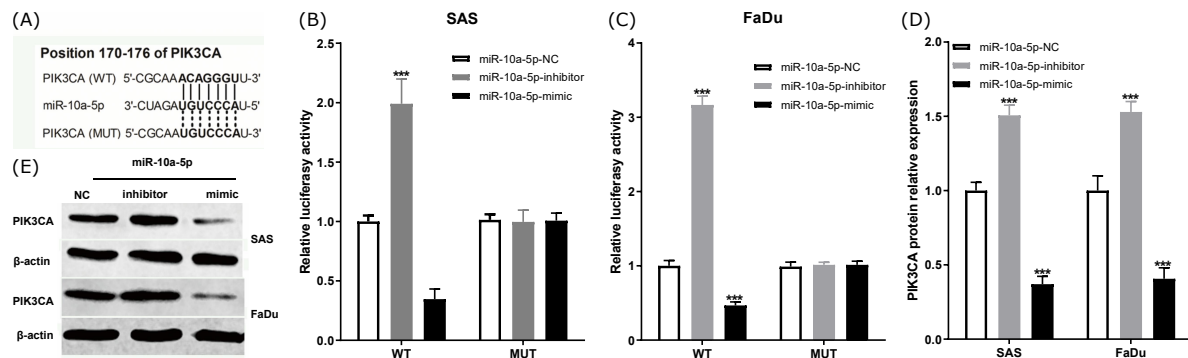 (A)
Position 170-176 of PIK3CA
PIK3CA (WT) 5'-CGCAAACAGGGUU-3'
miR-10a-5p 3'-CUAGAUGUCCCAU-5'
PIK3CA (MUT) 5'-CGCAAUGUCCCAU-3'
(E)
miR-10a-5p
NC inhibitor mimic
PIK3CA
SAS
β-actin
PIK3CA
FaDu
β-actin
(B)
SAS
Relative luciferasy activity
2.5
2.0
1.5
1.0
0.5
0.0
***
miR-10a-5p-NC
miR-10a-5p-inhibitor
miR-10a-5p-mimic
WT MUT
(C)
FaDu
Relative luciferasy activity
4
3
2
1
0
***
***
miR-10a-5p-NC
miR-10a-5p-inhibitor
miR-10a-5p-mimic
WT MUT
(D)
PIK3CA protein relative expression
2.0
1.5
1.0
0.5
0.0
miR-10a-5p-NC
miR-10a-5p-inhibitor
miR-10a-5p-mimic
*** ***
*** ***
SAS FaDu